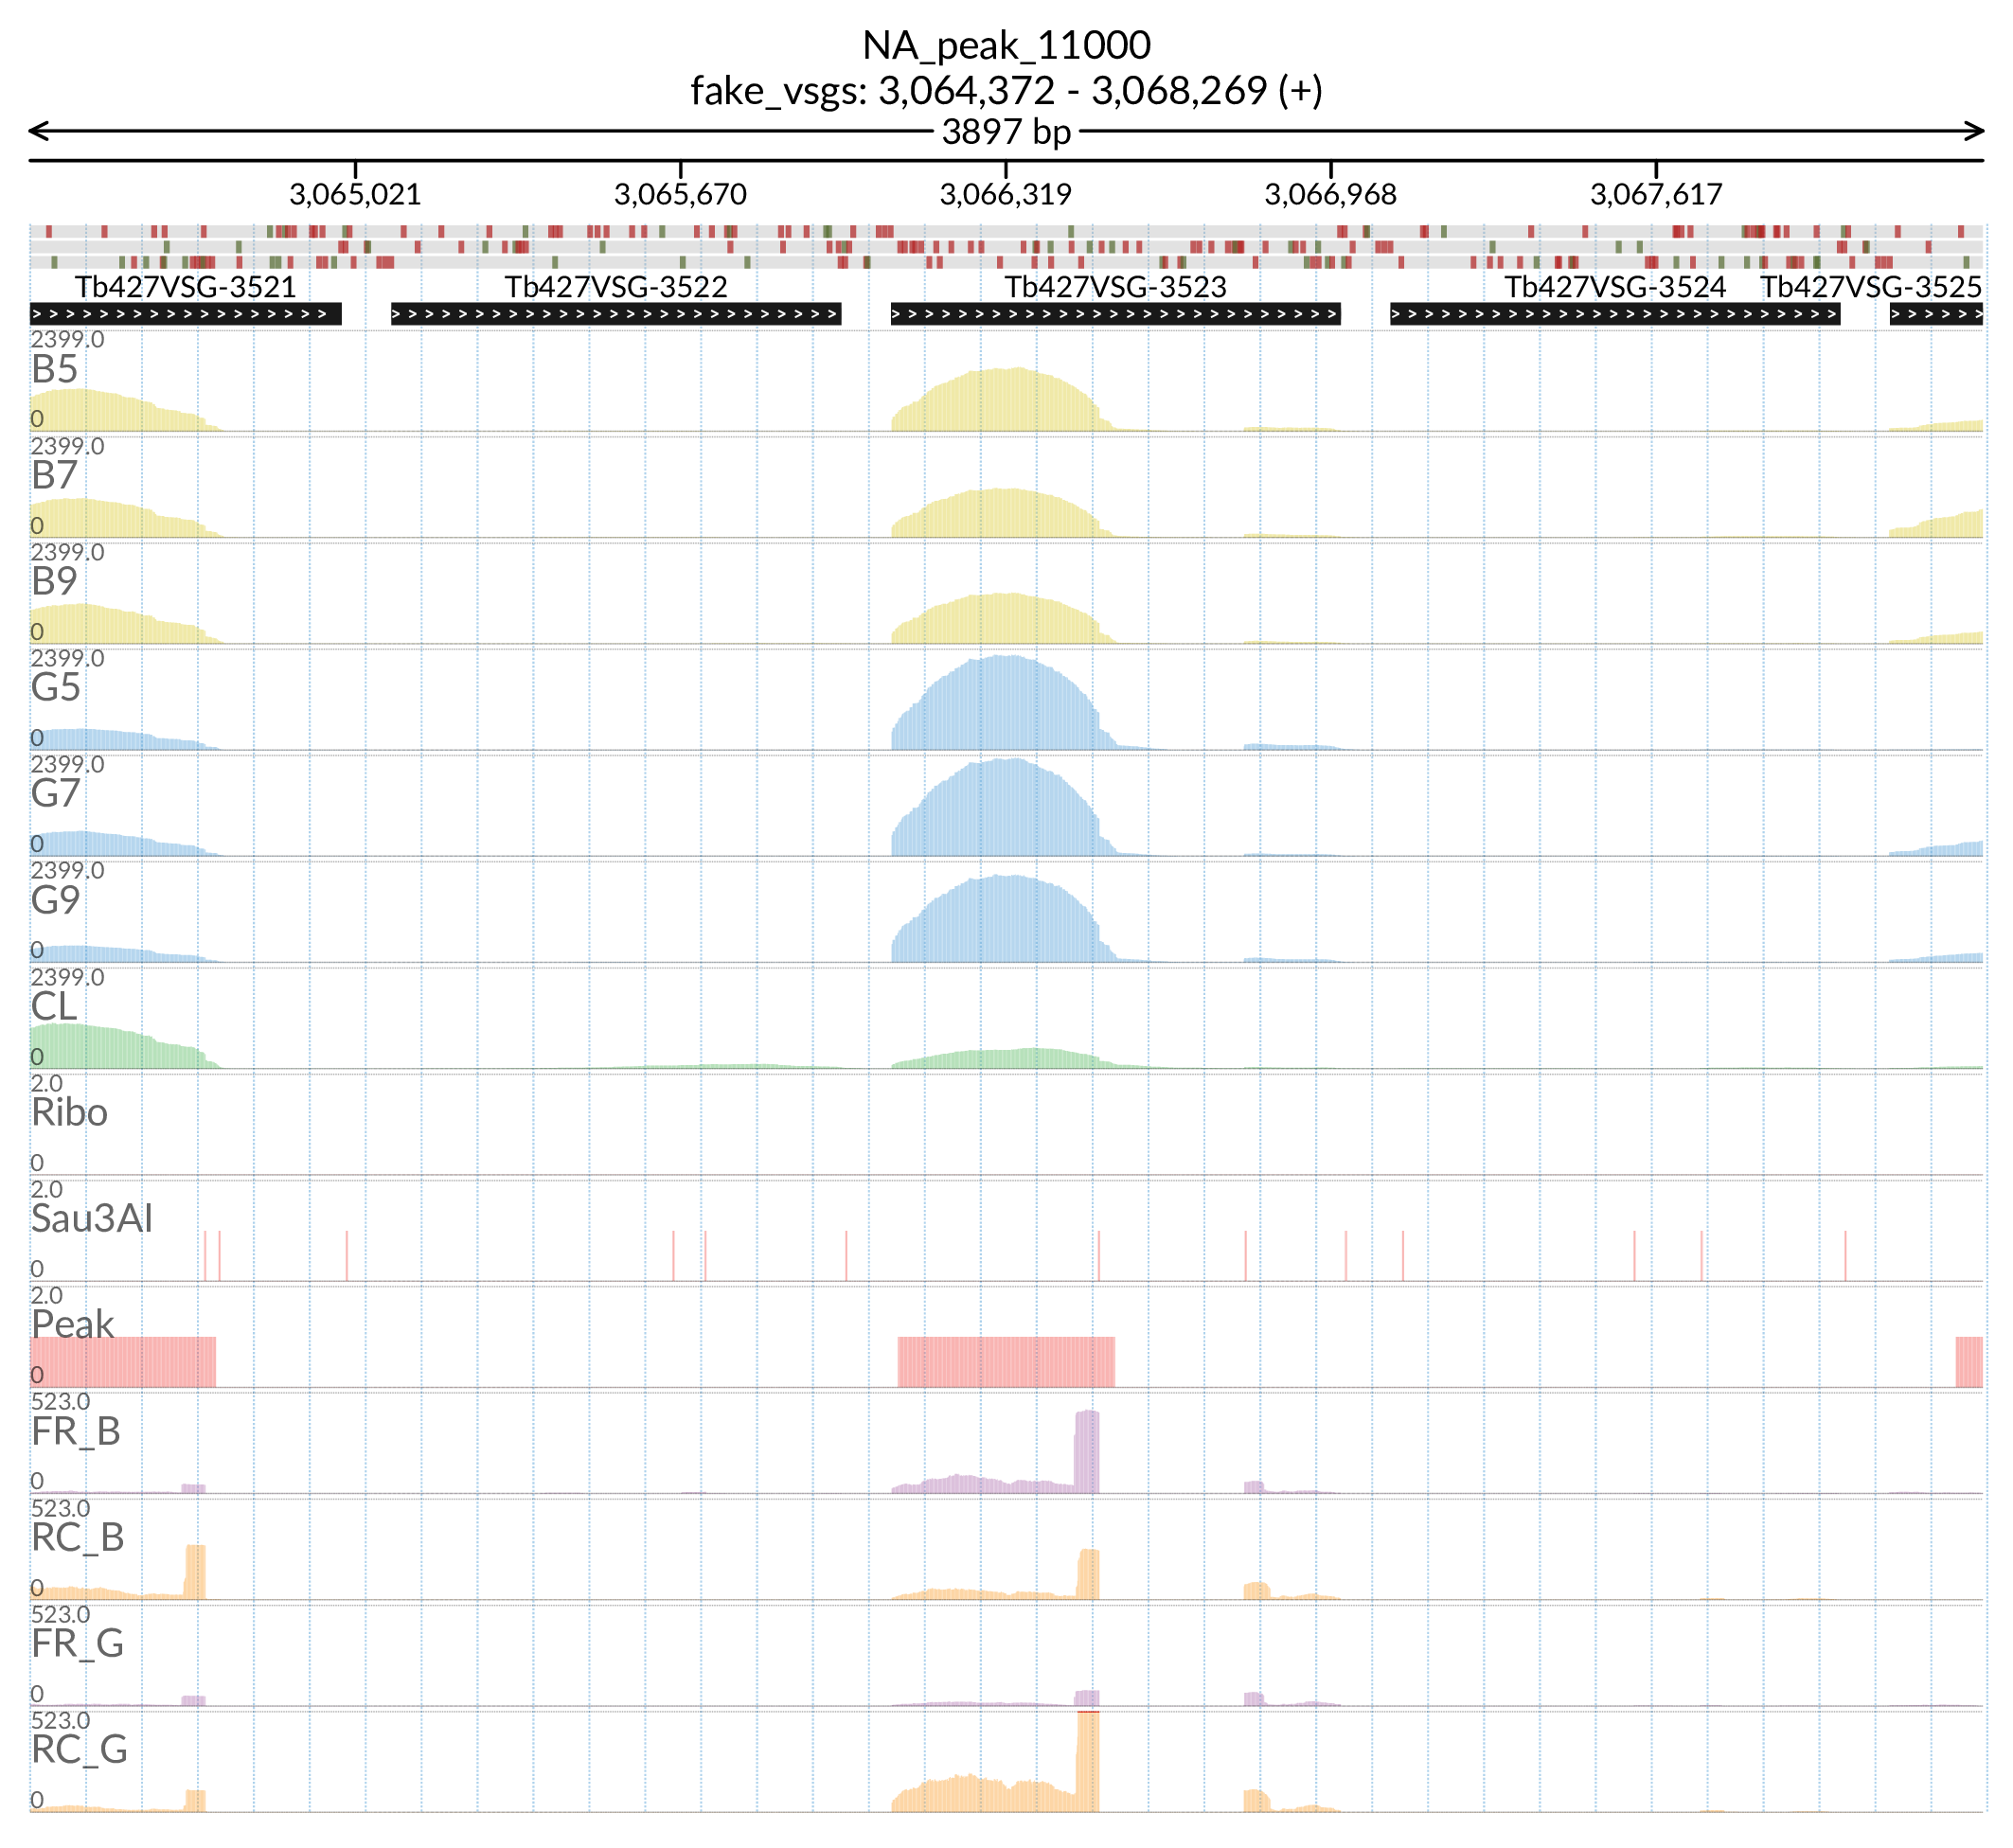 NA_peak_11000
fake_vsgs: 3,064,372 - 3,068,269 (+)
3897 bp
3,065,021 3,065,670 3,066,319 3,066,968 3,067,617
Tb427VSG-3521 Tb427VSG-3522 Tb427VSG-3523 Tb427VSG-3524 Tb427VSG-3525
2399.0
B5
0
2399.0
B7
0
2399.0
B9
0
2399.0
G5
0
2399.0
G7
0
2399.0
G9
0
2399.0
CL
0
2.0
Ribo
0
2.0
Sau3AI
0
2.0
Peak
0
523.0
FR_B
0
523.0
RC_B
0
523.0
FR_G
0
523.0
RC_G
0